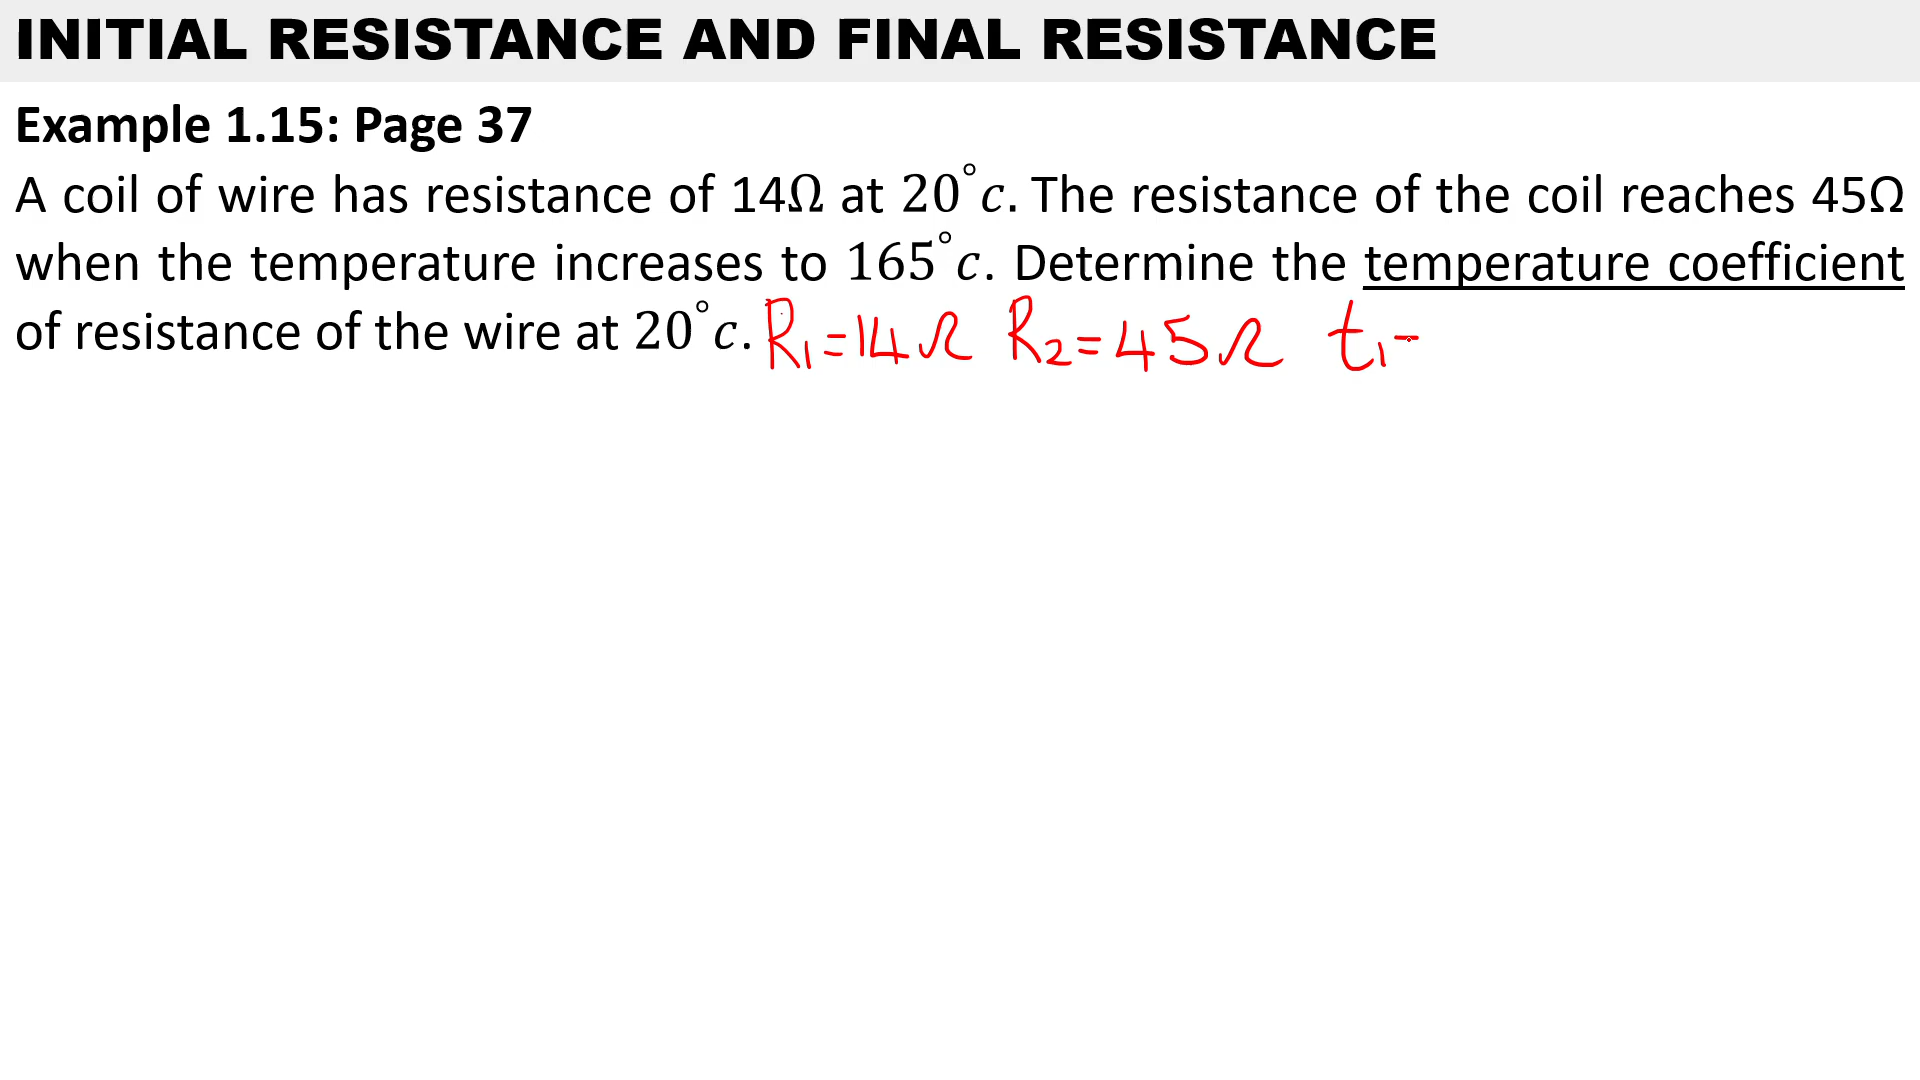 INITIAL RESISTANCE AND FINAL RESISTANCE
Example 1.15: Page 37
A coil of wire has resistance of 14Ω at 20°c. The resistance of the coil reaches 45Ω
when the temperature increases to 165°c. Determine the temperature coefficient
of resistance of the wire at 20°c. R₁=14Ω R₂=45Ω t₁-